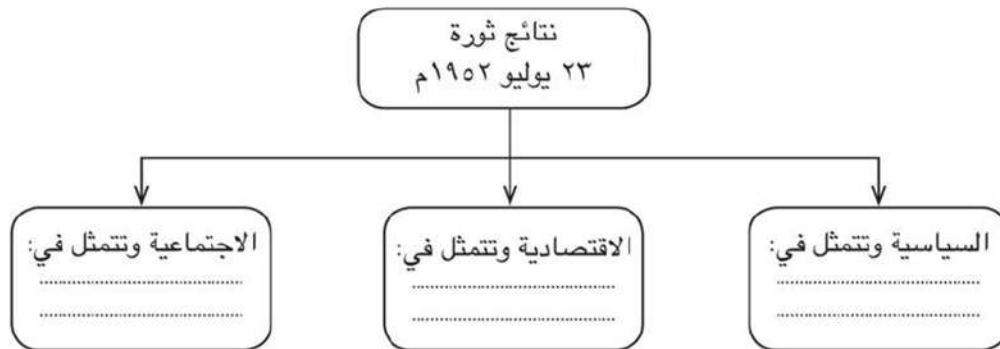 نتائج ثورة
٢٣ يوليو ١٩٥٢م
السياسية وتتمثل في:
الاقتصادية وتتمثل في:
الاجتماعية وتتمثل في: